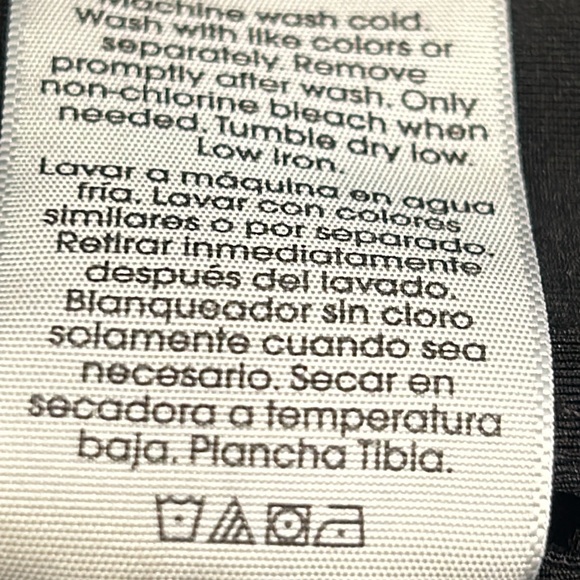 Machine wash cold.
Wash with like colors or
separately. Remove
promptly after wash. Only
non-chlorine bleach when
needed. Tumble dry low.
Low iron.
Lavar a máquina en agua
fría. Lavar con colores
similares o por separado.
Retirar inmediatamente
después del lavado.
Blanqueador sin cloro
solamente cuando sea
necesario. Secar en
secadora a temperatura
baja. Plancha Tibia.